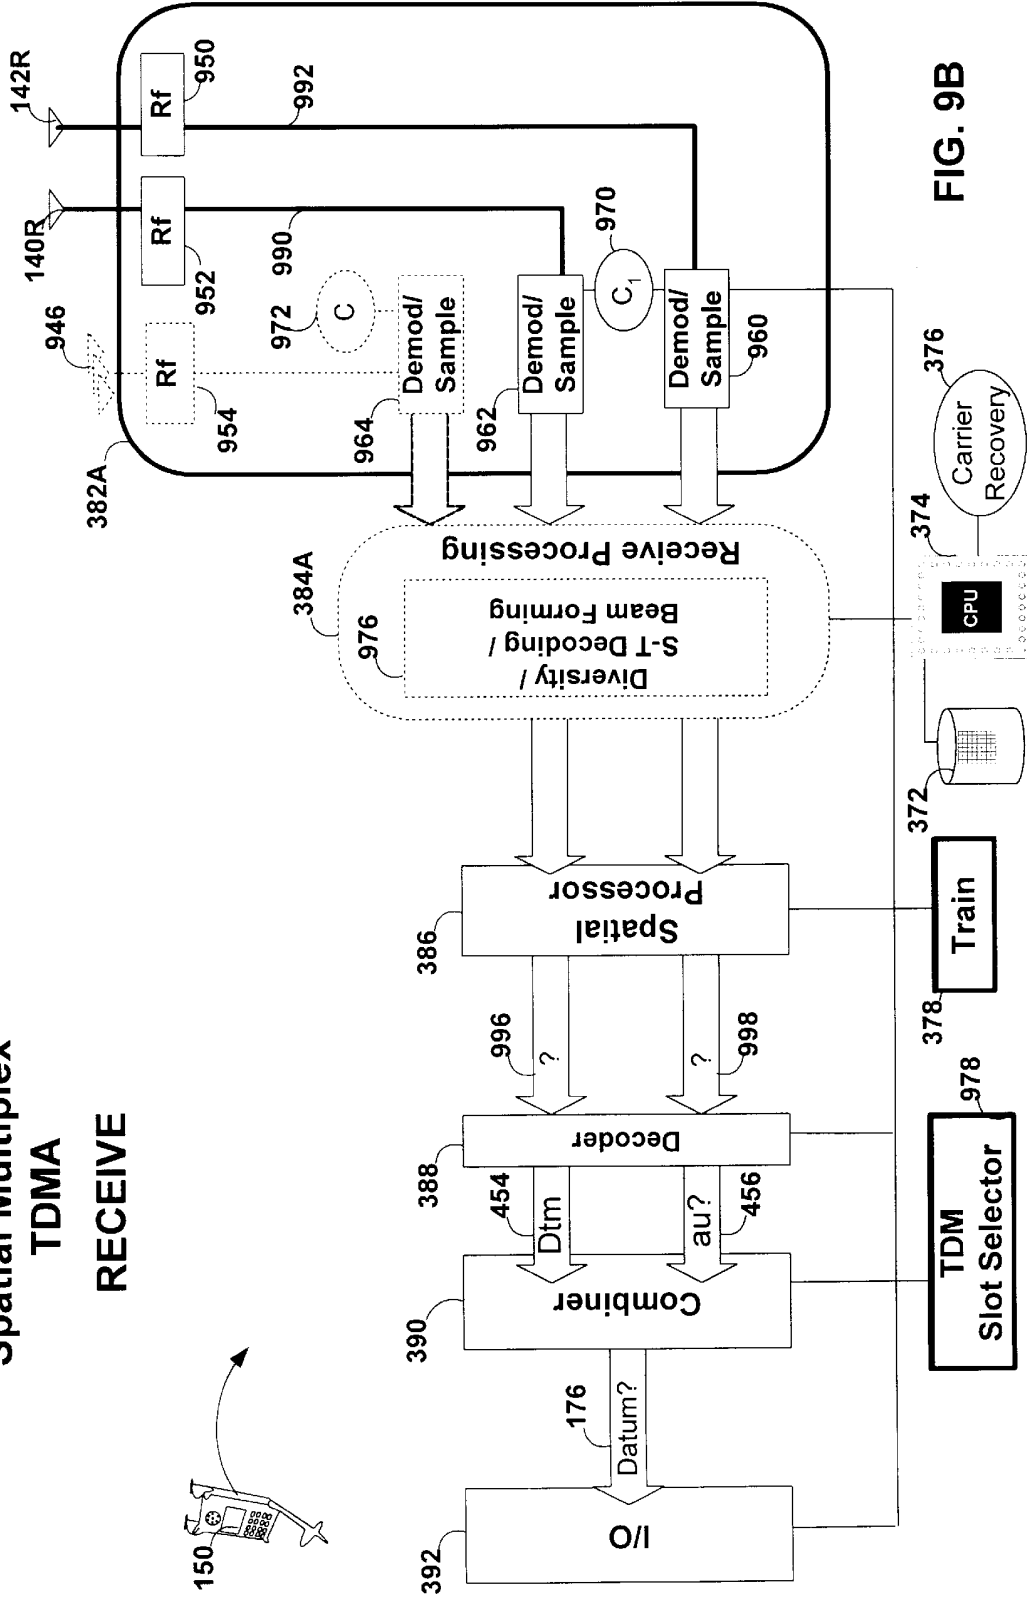 Spatial Multiplex
TDMA
RECEIVE
150
142R
140R
946
Rf
950
Rf
952
Rf
954
382A
992
990
C
972
970
C1
Demod/
Sample
964
Demod/
Sample
962
Demod/
Sample
960
384A
Receive Processing
976
Diversity /
S-T Decoding /
Beam Forming
386
Spatial
Processor
996
?
998
?
388
Decoder
454
Dtm
456
au?
390
Combiner
176
Datum?
392
I/O
372
374
CPU
376
Carrier
Recovery
378
Train
978
TDM
Slot Selector
FIG. 9B